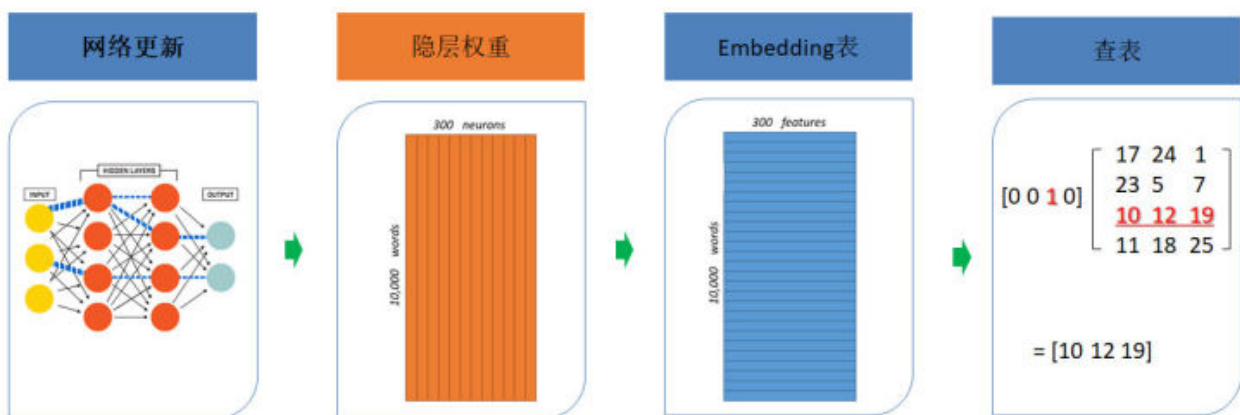 网络更新
隐层权重
Embedding表
查表
HIDDEN LAYERS
INPUT
OUTPUT
300 neurons
10,000 words
300 features
10,000 words
[0 0 1 0]
17 24 1
23 5 7
10 12 19
11 18 25
= [10 12 19]